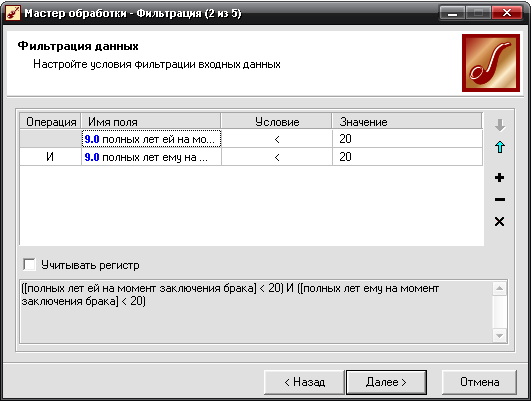 Мастер обработки - Фильтрация (2 из 5)
Фильтрация данных
Настройте условия фильтрации входных данных
Операция Имя поля Условие Значение
9.0 полных лет ей на мо... < 20
И 9.0 полных лет ему на ... < 20
Учитывать регистр
([полных лет ей на момент заключения брака] < 20) И ([полных лет ему на момент
заключения брака] < 20)
< Назад Далее > Отмена